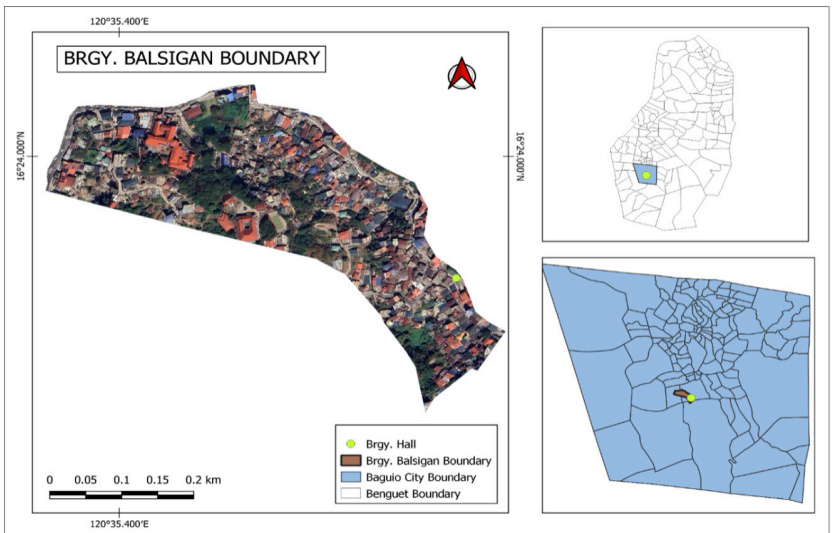 120°35.400'E
BRGY. BALSIGAN BOUNDARY
16°24.000'N
16°24.000'N
Brgy. Hall
Brgy. Balsigan Boundary
Baguio City Boundary
Benguet Boundary
0 0.05 0.1 0.15 0.2 km
120°35.400'E